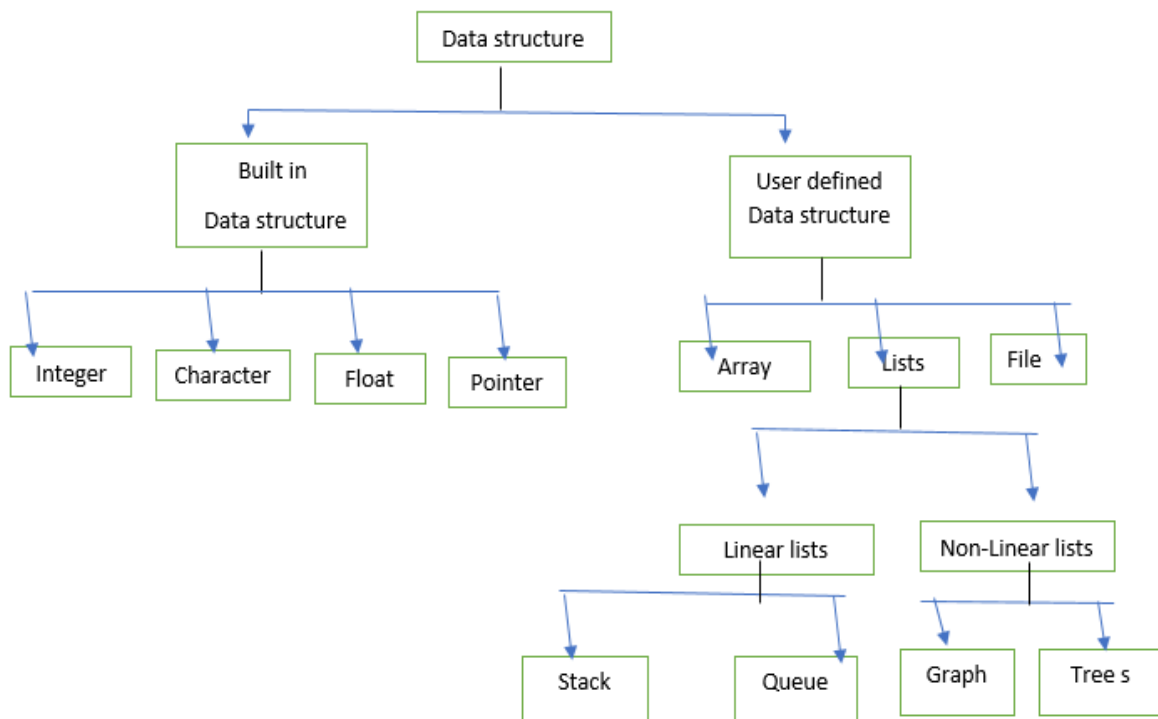 Data structure
Built in
Data structure
User defined
Data structure
Integer
Character
Float
Pointer
Array
Lists
File
Linear lists
Non-Linear lists
Stack
Queue
Graph
Tree s